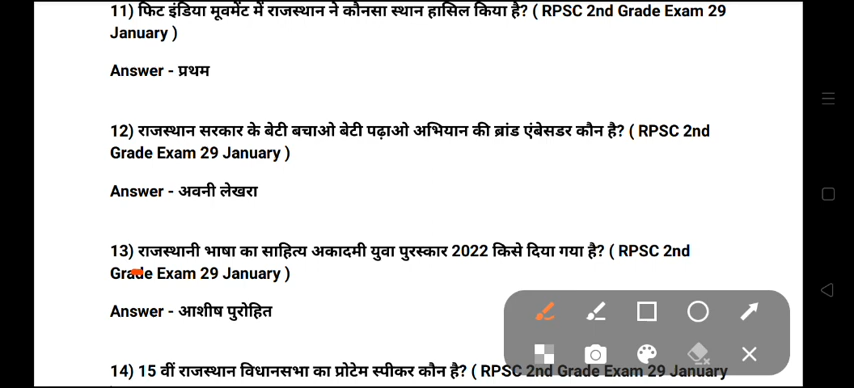 11) फिट इंडिया मूवमेंट में राजस्थान ने कौनसा स्थान हासिल किया है? ( RPSC 2nd Grade Exam 29
January )
Answer - प्रथम
12) राजस्थान सरकार के बेटी बचाओ बेटी पढ़ाओ अभियान की ब्रांड एंबेसडर कौन है? ( RPSC 2nd
Grade Exam 29 January )
Answer - अवनी लेखरा
13) राजस्थानी भाषा का साहित्य अकादमी युवा पुरस्कार 2022 किसे दिया गया है? ( RPSC 2nd
Grade Exam 29 January )
Answer - आशीष पुरोहित
14) 15 वीं राजस्थान विधानसभा का प्रोटेम स्पीकर कौन है? ( RPSC 2nd Grade Exam 29 January